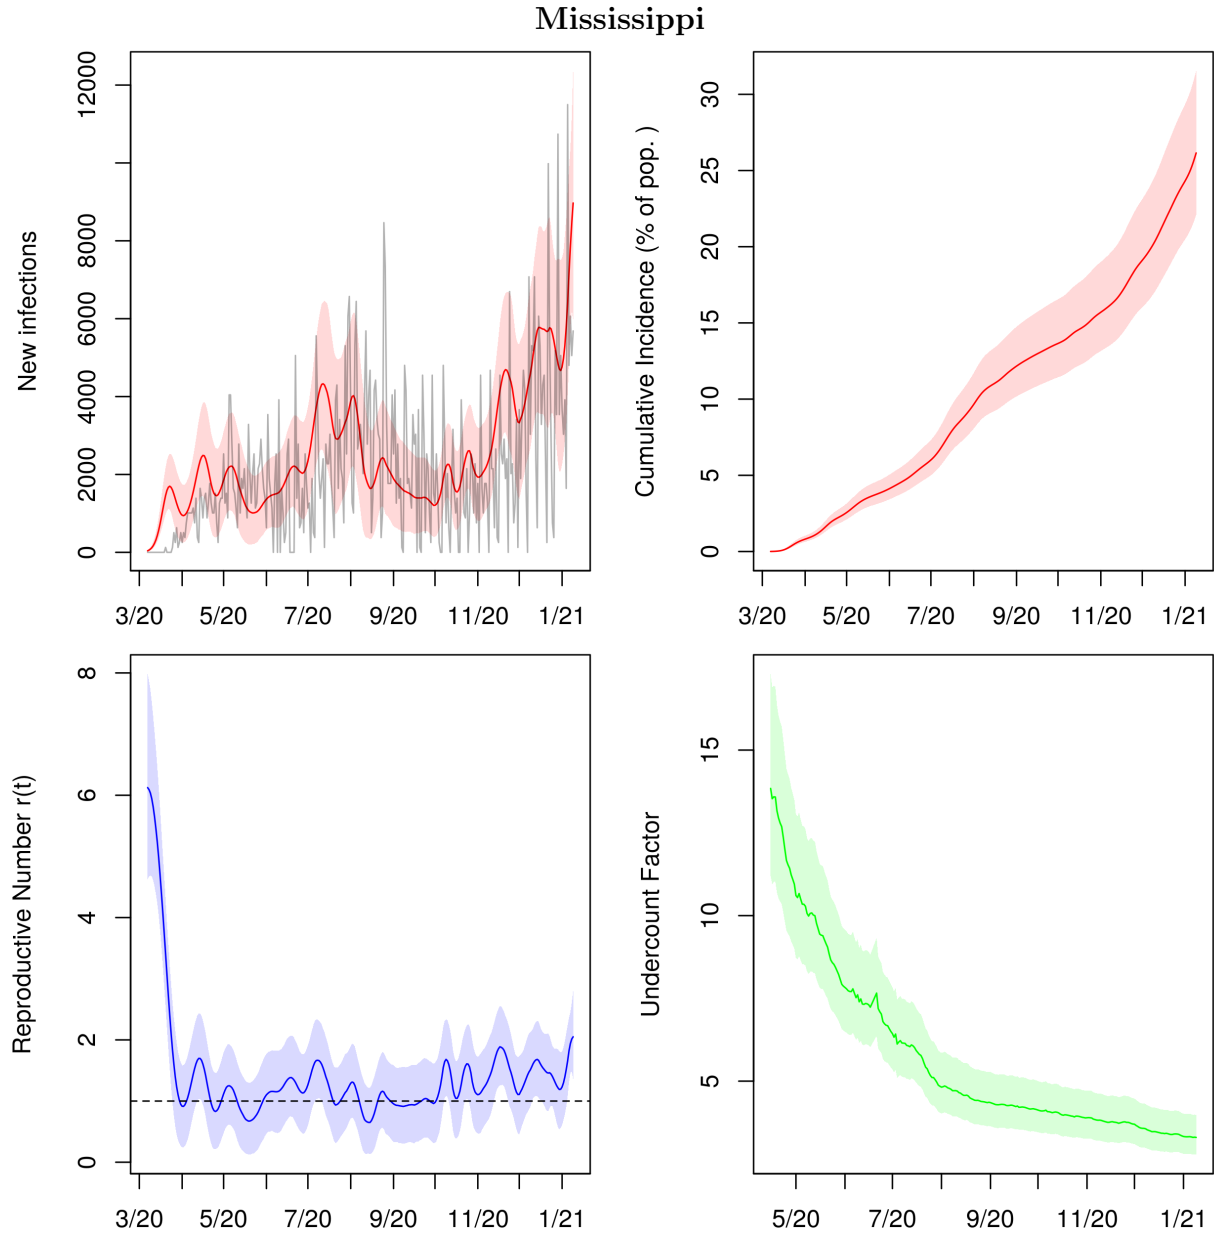 Mississippi
New infections
0
2000
4000
6000
8000
12000
3/20 5/20 7/20 9/20 11/20 1/21
Cumulative Incidence (% of pop. )
0
5
10
15
20
25
30
3/20 5/20 7/20 9/20 11/20 1/21
Reproductive Number r(t)
0
2
4
6
8
3/20 5/20 7/20 9/20 11/20 1/21
Undercount Factor
5
10
15
5/20 7/20 9/20 11/20 1/21